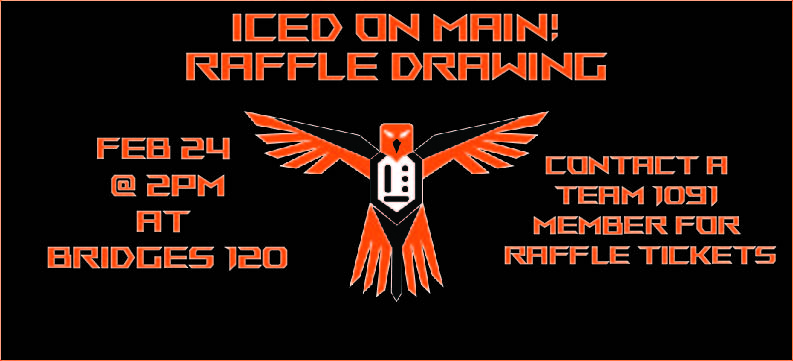 ICED ON MAIN!
RAFFLE DRAWING
FEB 24
@ 2PM
AT
BRIDGES 120
CONTACT A
TEAM 1091
MEMBER FOR
RAFFLE TICKETS